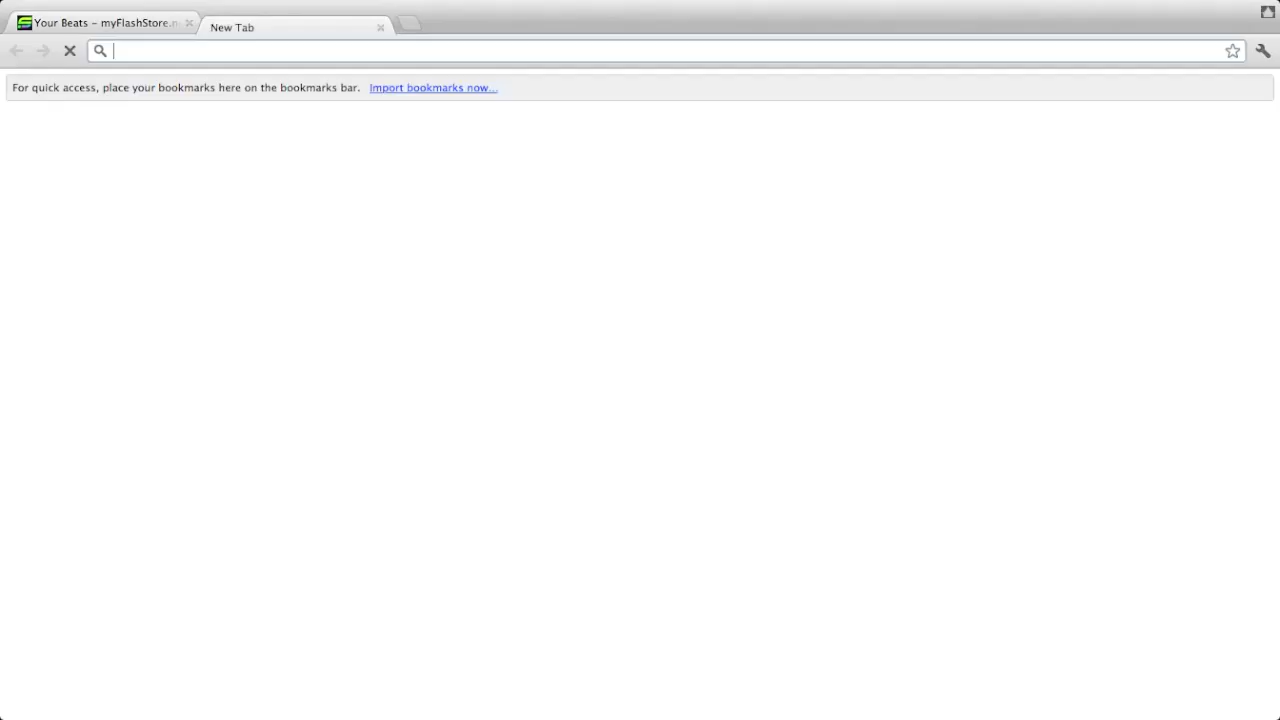 Your Beats – myFlashStore.n
New Tab
For quick access, place your bookmarks here on the bookmarks bar. Import bookmarks now...